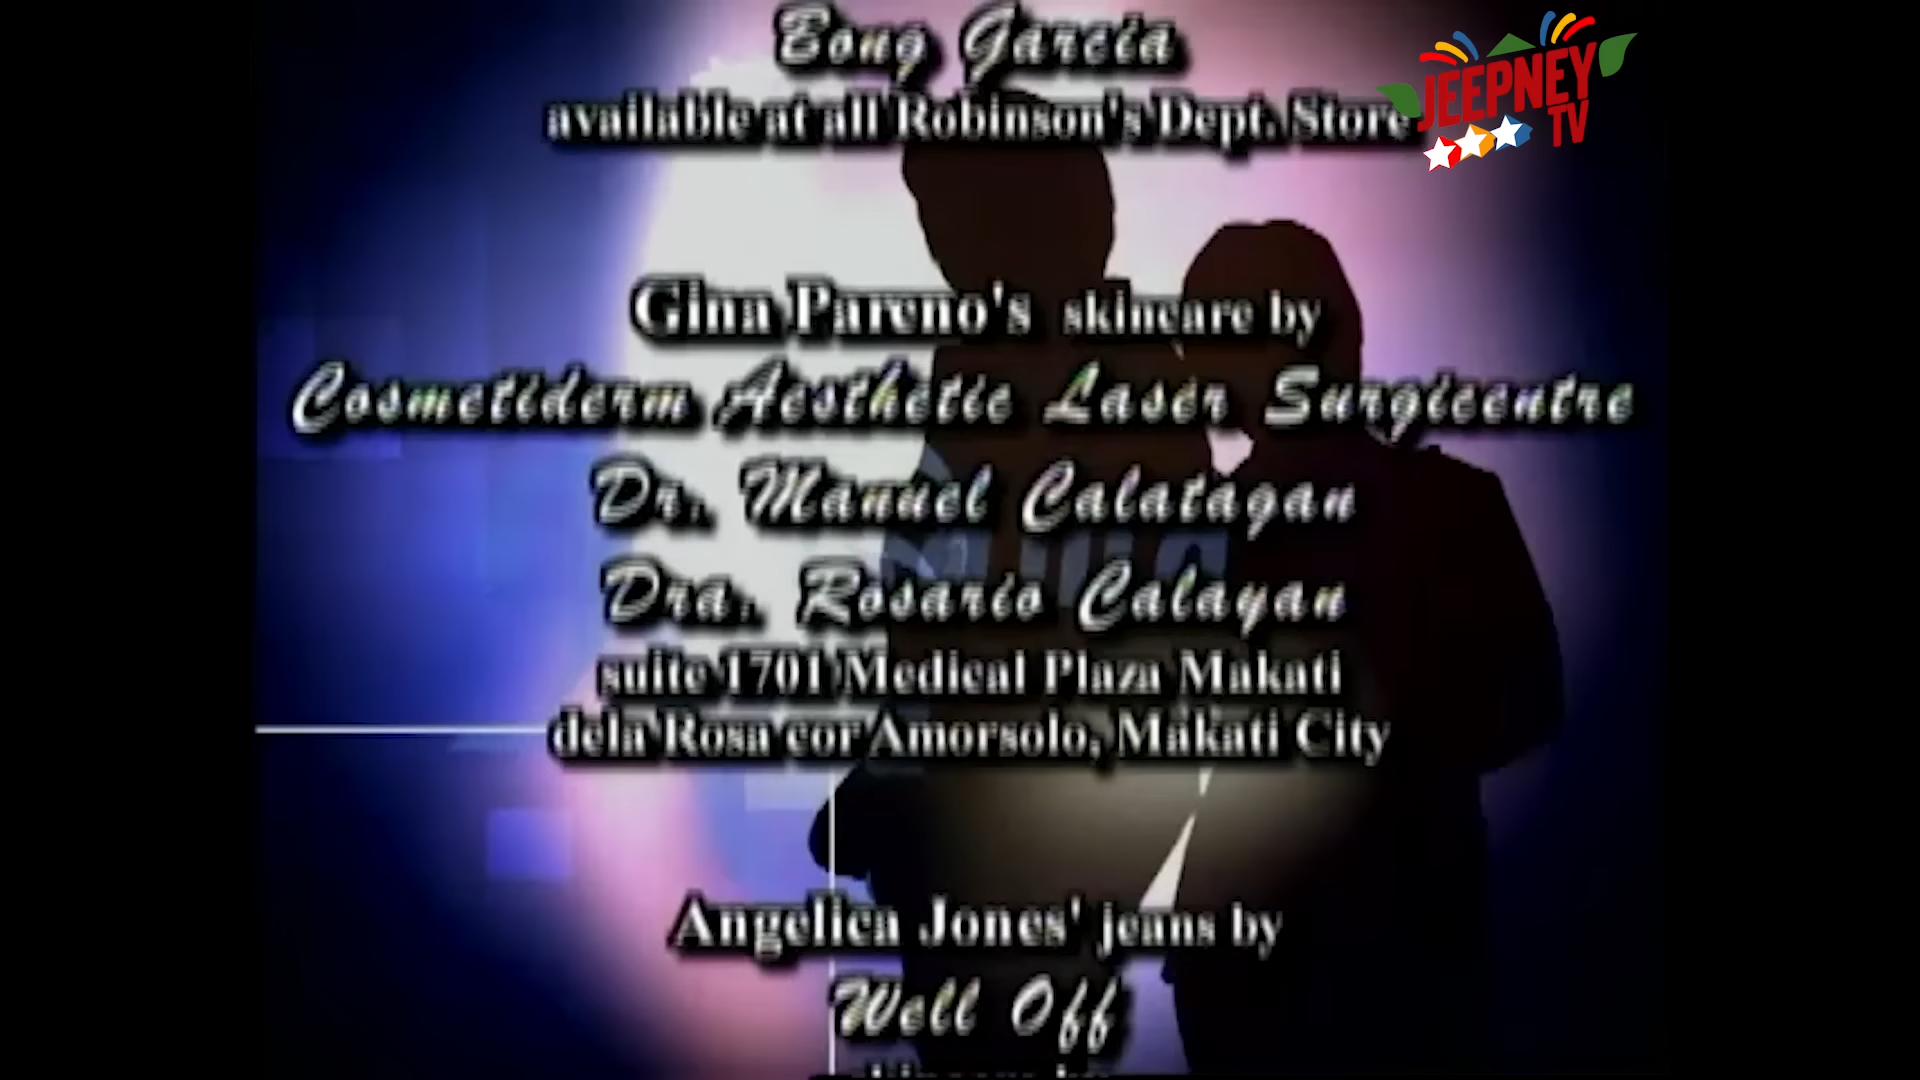 Bong Garcia
available at all Robinson's Dept. Store
JEEPNEY
TV
Gina Pareno's skincare by
Cosmetiderm Aesthetic Laser Surgicentre
Dr. Manuel Calatagan
Dra. Rosario Calayan
suite 1701 Medical Plaza Makati
dela Rosa cor Amorsolo, Makati City
Angelica Jones' jeans by
Well Off